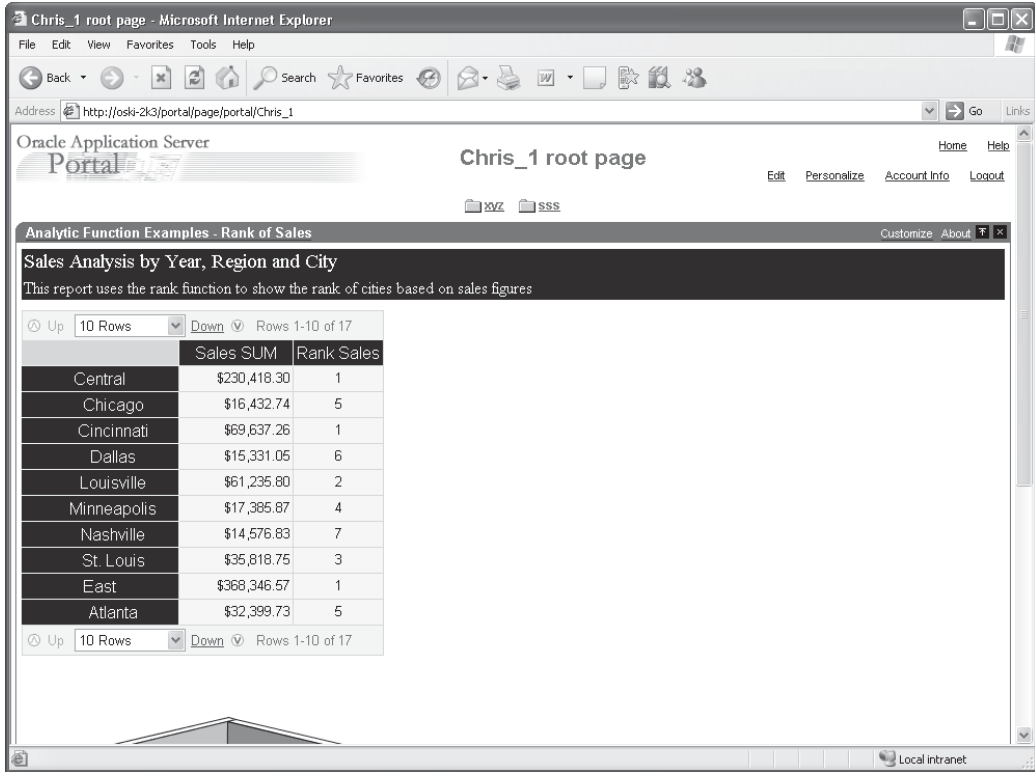 Chris_1 root page - Microsoft Internet Explorer
File Edit View Favorites Tools Help
Back Search Favorites
Address http://oski-2k3/portal/page/portal/Chris_1 Go Links
Oracle Application Server
Portal
Chris_1 root page
Home Help
Edit Personalize Account Info Logout
xyz sss
Analytic Function Examples - Rank of Sales Customize About
Sales Analysis by Year, Region and City
This report uses the rank function to show the rank of cities based on sales figures
Up 10 Rows Down Rows 1-10 of 17
Sales SUM Rank Sales
Central $230,418.30 1
Chicago $16,432.74 5
Cincinnati $69,637.26 1
Dallas $15,331.05 6
Louisville $61,235.80 2
Minneapolis $17,385.87 4
Nashville $14,576.83 7
St. Louis $35,818.75 3
East $368,346.57 1
Atlanta $32,399.73 5
Up 10 Rows Down Rows 1-10 of 17
Local intranet